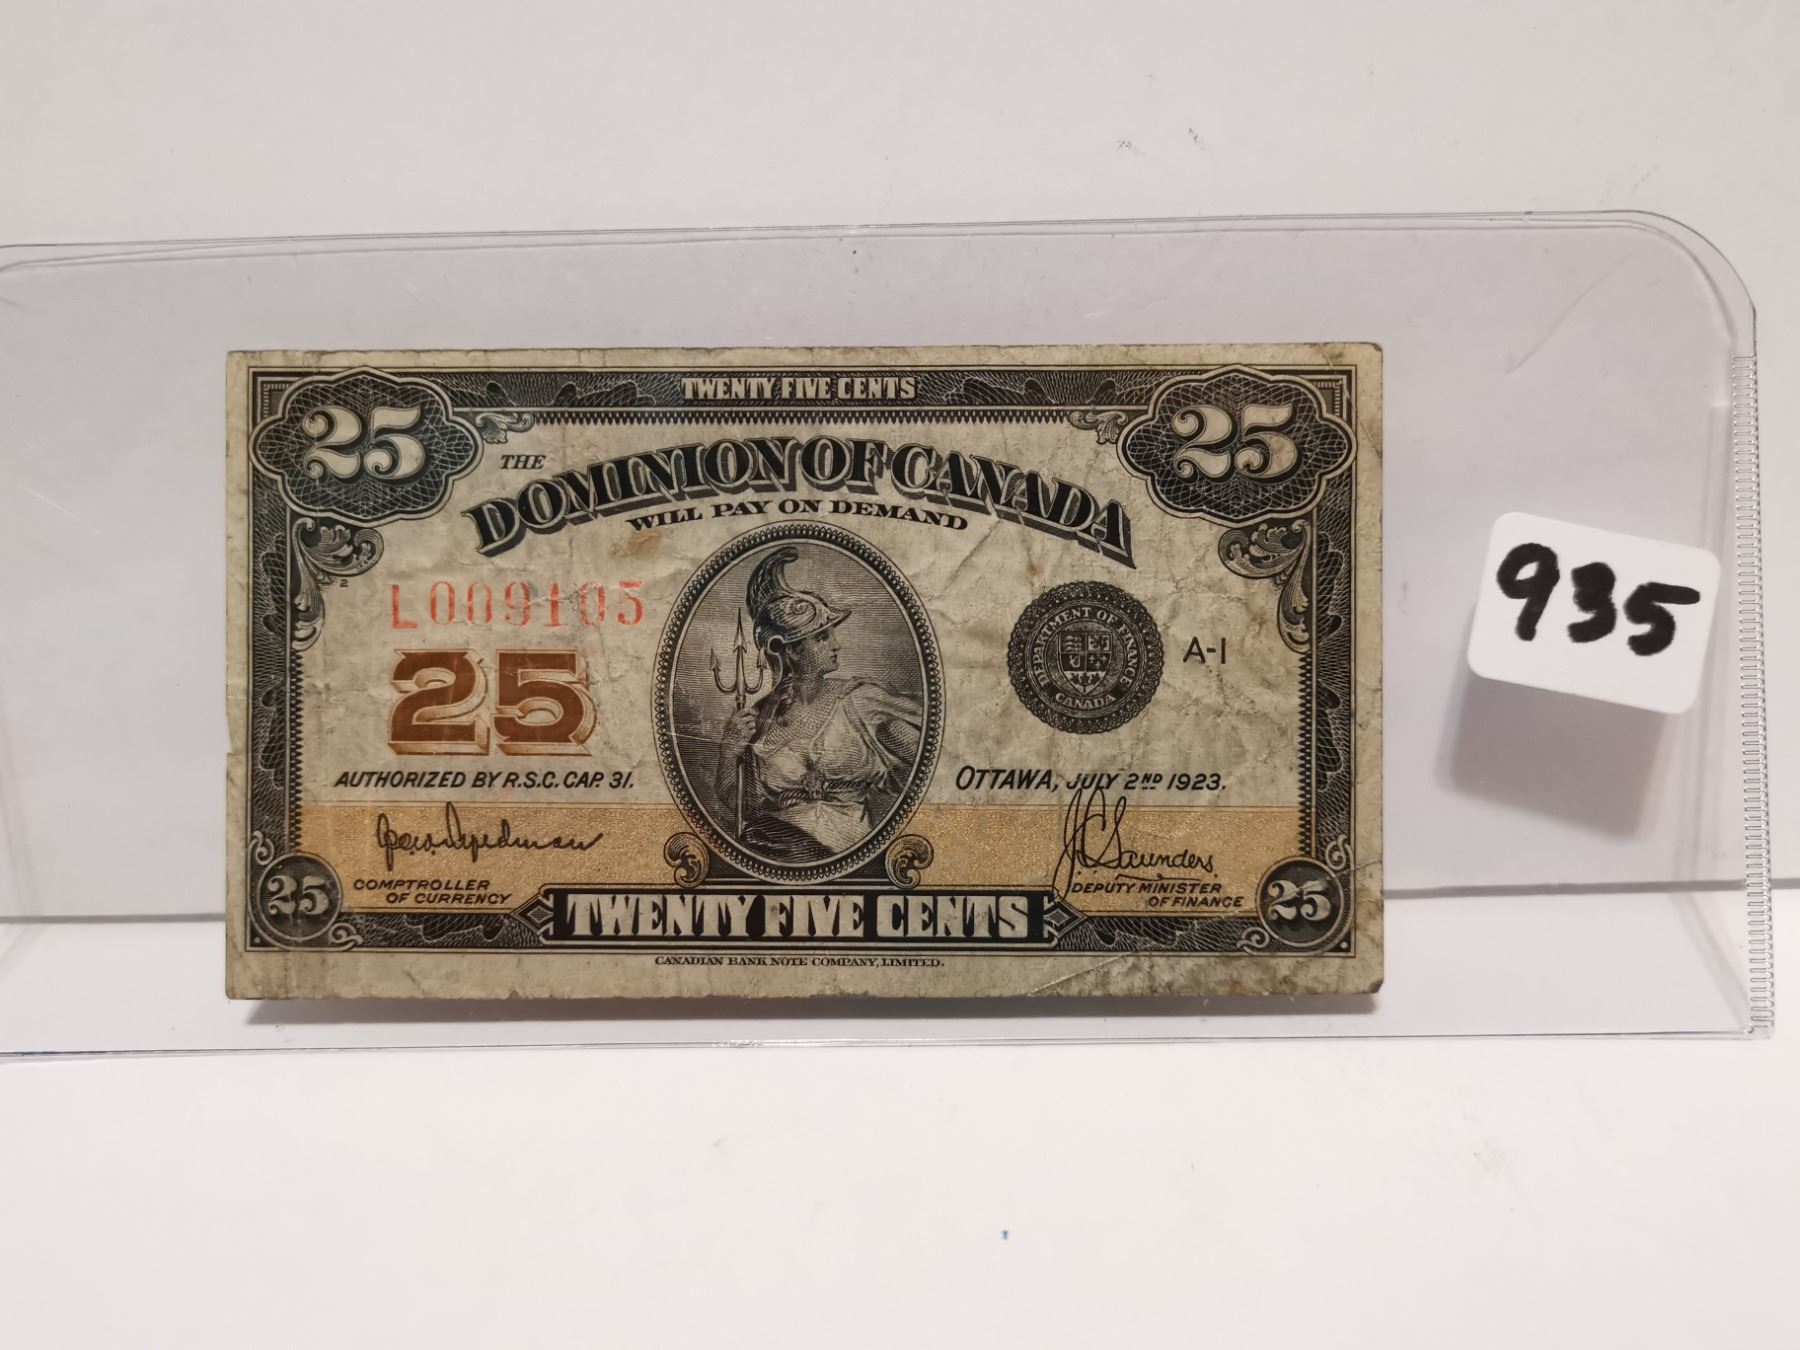 TWENTY FIVE CENTS
25 25
THE
DOMINION OF CANADA
WILL PAY ON DEMAND
2
L009105
25
DEPARTMENT OF FINANCE
CANADA
A-1
AUTHORIZED BY R.S.C. CAP. 31.
OTTAWA, JULY 2ND 1923.
J C Saunders
COMPTROLLER
OF CURRENCY
DEPUTY MINISTER
OF FINANCE
25 25
TWENTY FIVE CENTS
CANADIAN BANK NOTE COMPANY, LIMITED.
935